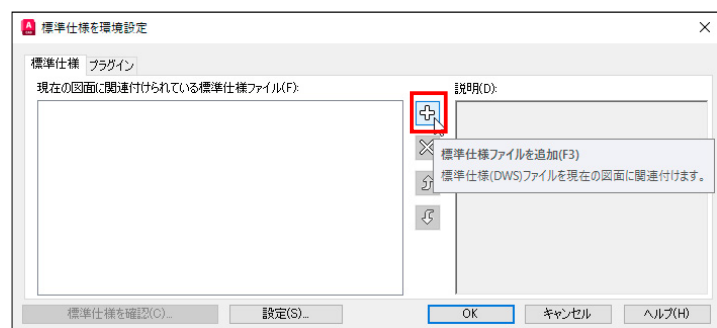 標準仕様を環境設定
標準仕様 プラグイン
現在の図面に関連付けられている標準仕様ファイル(F):
説明(D):
標準仕様ファイルを追加(F3)
標準仕様(DWS)ファイルを現在の図面に関連付けます。
標準仕様を確認(C)...
設定(S)...
OK
キャンセル
ヘルプ(H)